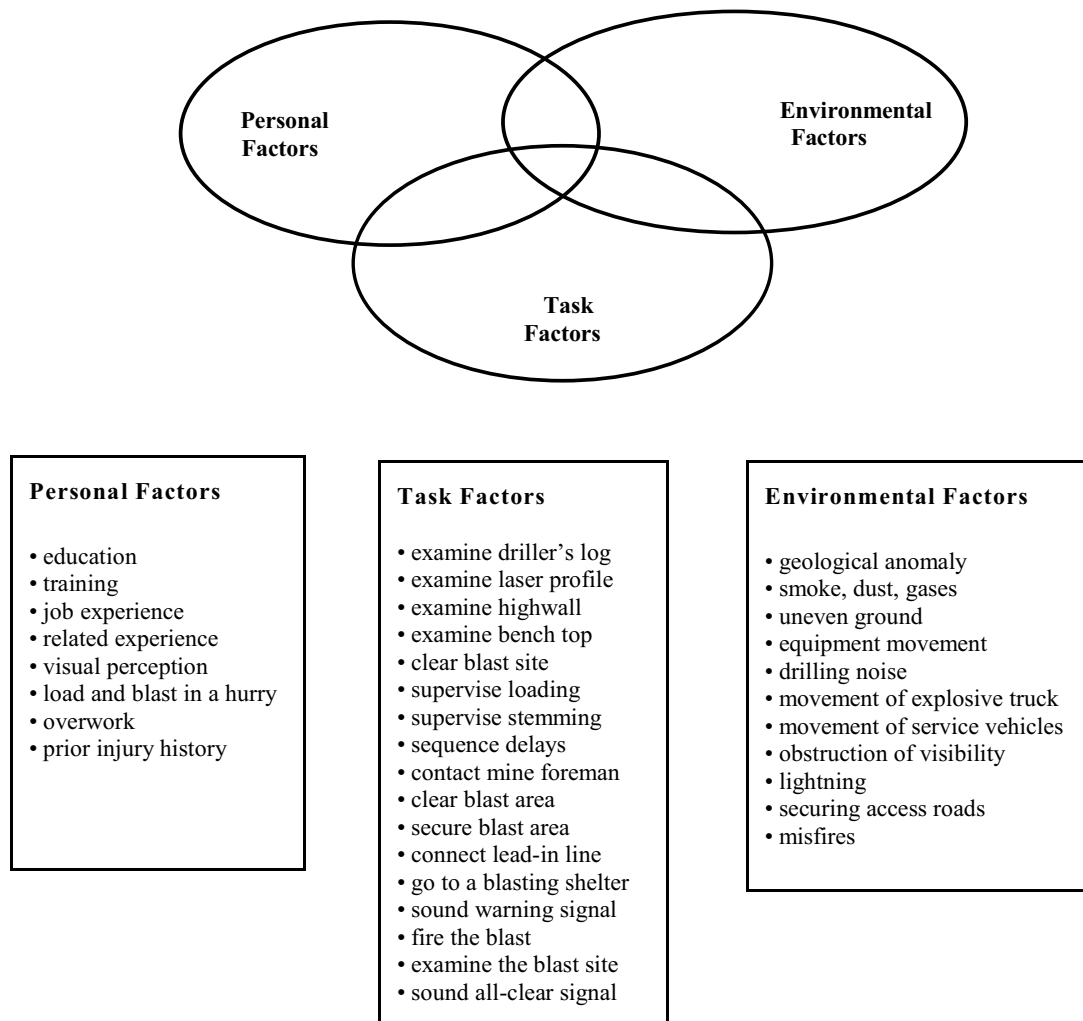 Personal
Factors
Environmental
Factors
Task
Factors
Personal Factors
• education
• training
• job experience
• related experience
• visual perception
• load and blast in a hurry
• overwork
• prior injury history
Task Factors
• examine driller’s log
• examine laser profile
• examine highwall
• examine bench top
• clear blast site
• supervise loading
• supervise stemming
• sequence delays
• contact mine foreman
• clear blast area
• secure blast area
• connect lead-in line
• go to a blasting shelter
• sound warning signal
• fire the blast
• examine the blast site
• sound all-clear signal
Environmental Factors
• geological anomaly
• smoke, dust, gases
• uneven ground
• equipment movement
• drilling noise
• movement of explosive truck
• movement of service vehicles
• obstruction of visibility
• lightning
• securing access roads
• misfires